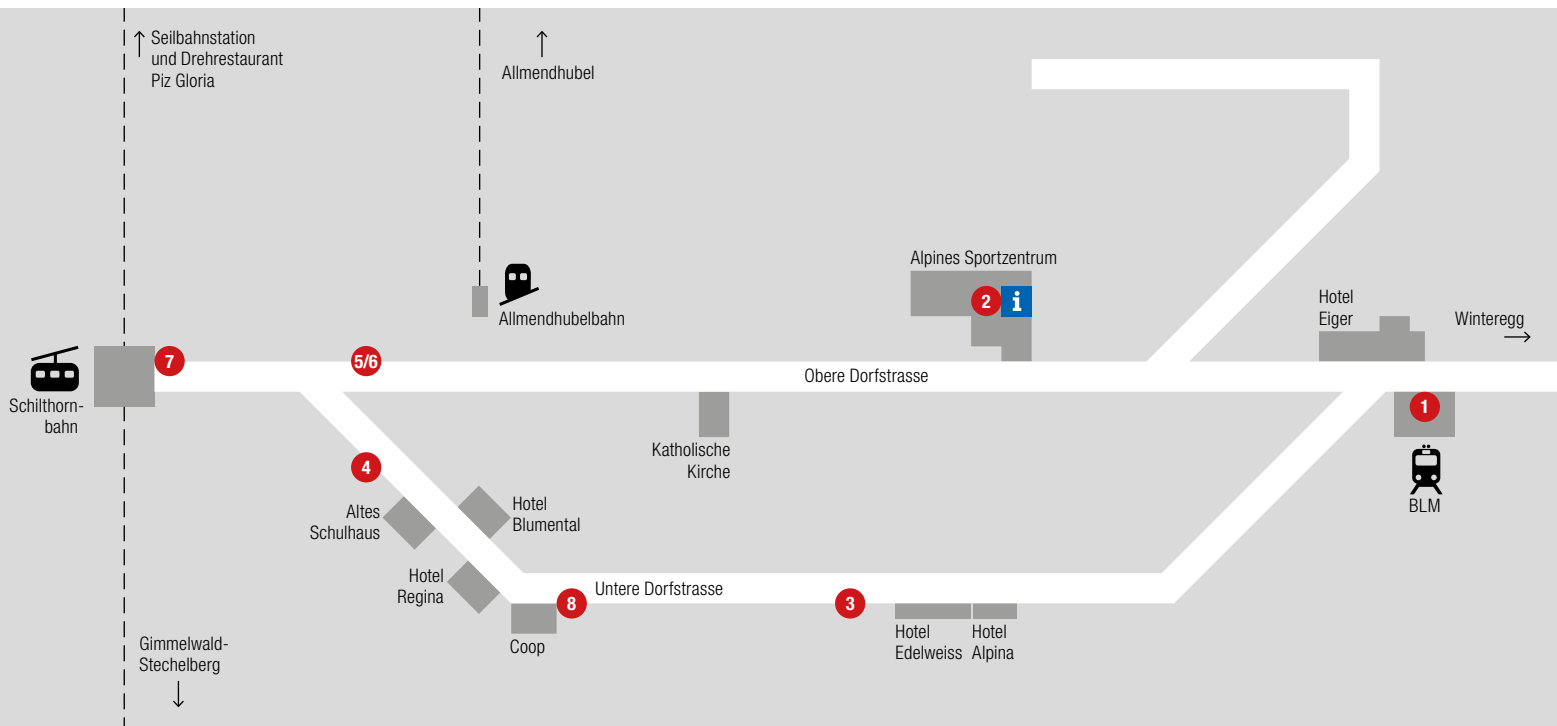 Seilbahnstation
und Drehrestaurant
Piz Gloria
Allmendhubel
Alpines Sportzentrum
2
i
Allmendhubelbahn
Hotel
Eiger
Winteregg
7
5/6
Obere Dorfstrasse
Schilthorn-
bahn
1
Katholische
Kirche
BLM
4
Altes
Schulhaus
Hotel
Blumental
Hotel
Regina
8
Untere Dorfstrasse
3
Coop
Hotel
Edelweiss
Hotel
Alpina
Gimmelwald-
Stechelberg